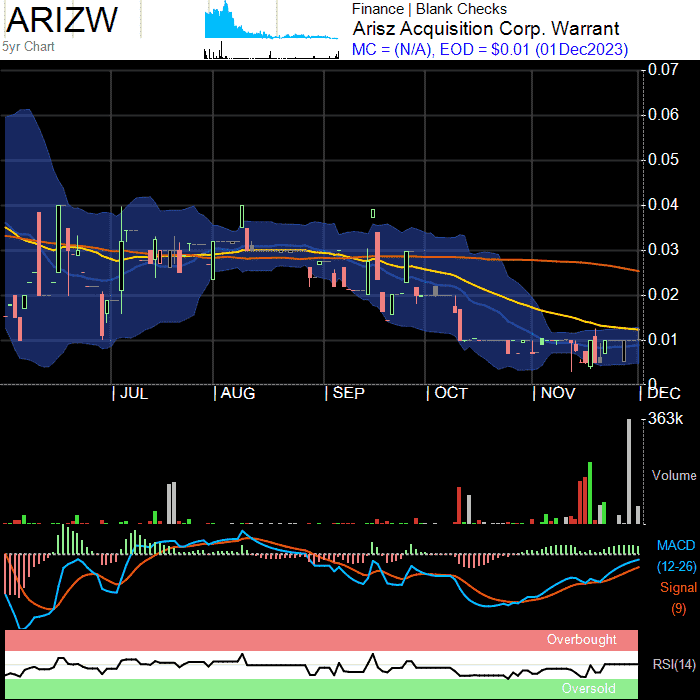 ARIZW
5yr Chart
Finance | Blank Checks
Arisz Acquisition Corp. Warrant
MC = (N/A), EOD = $0.01 (01Dec2023)
0.07
0.06
0.05
0.04
0.03
0.02
0.01
0
JUL AUG SEP OCT NOV DEC
363k
Volume
MACD
(12-26)
Signal
(9)
Overbought
RSI(14)
Oversold